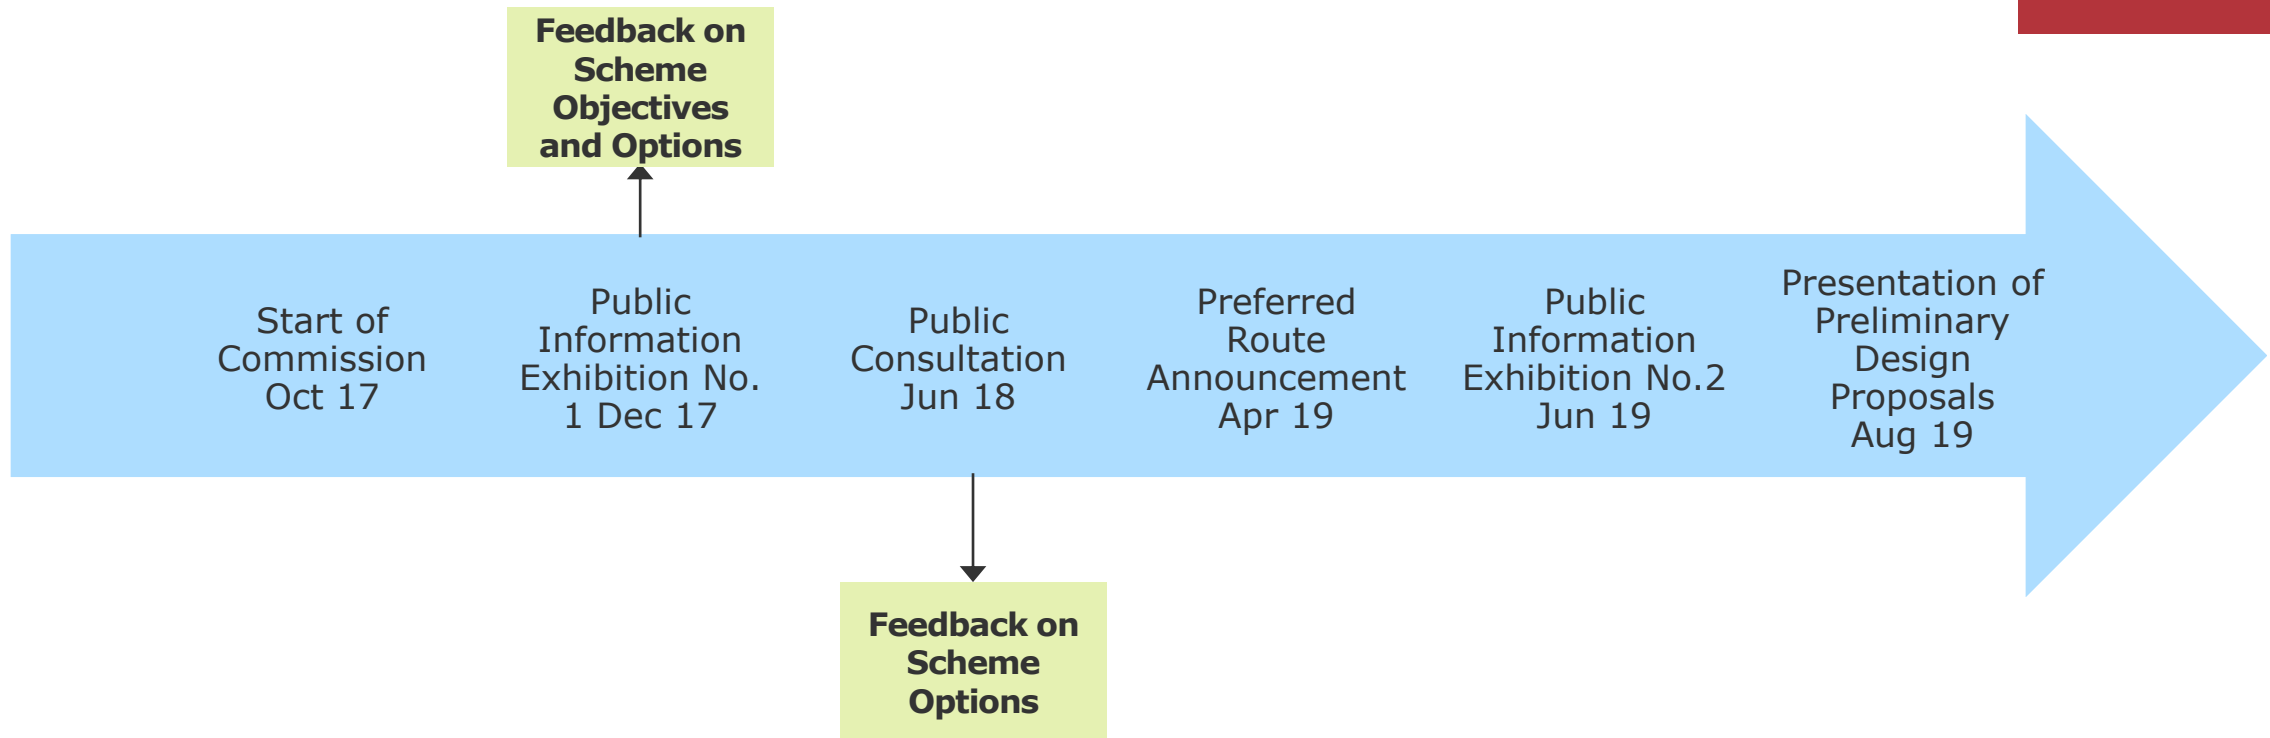 Feedback on
Scheme
Objectives
and Options
Start of
Commission
Oct 17
Public
Information
Exhibition No.
1 Dec 17
Public
Consultation
Jun 18
Preferred
Route
Announcement
Apr 19
Public
Information
Exhibition No.2
Jun 19
Presentation of
Preliminary
Design
Proposals
Aug 19
Feedback on
Scheme
Options